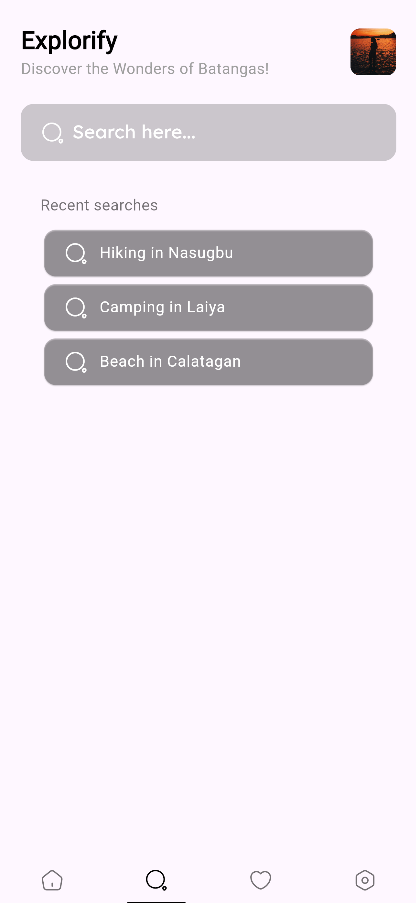 Explorify
Discover the Wonders of Batangas!
Search here...
Recent searches
Hiking in Nasugbu
Camping in Laiya
Beach in Calatagan